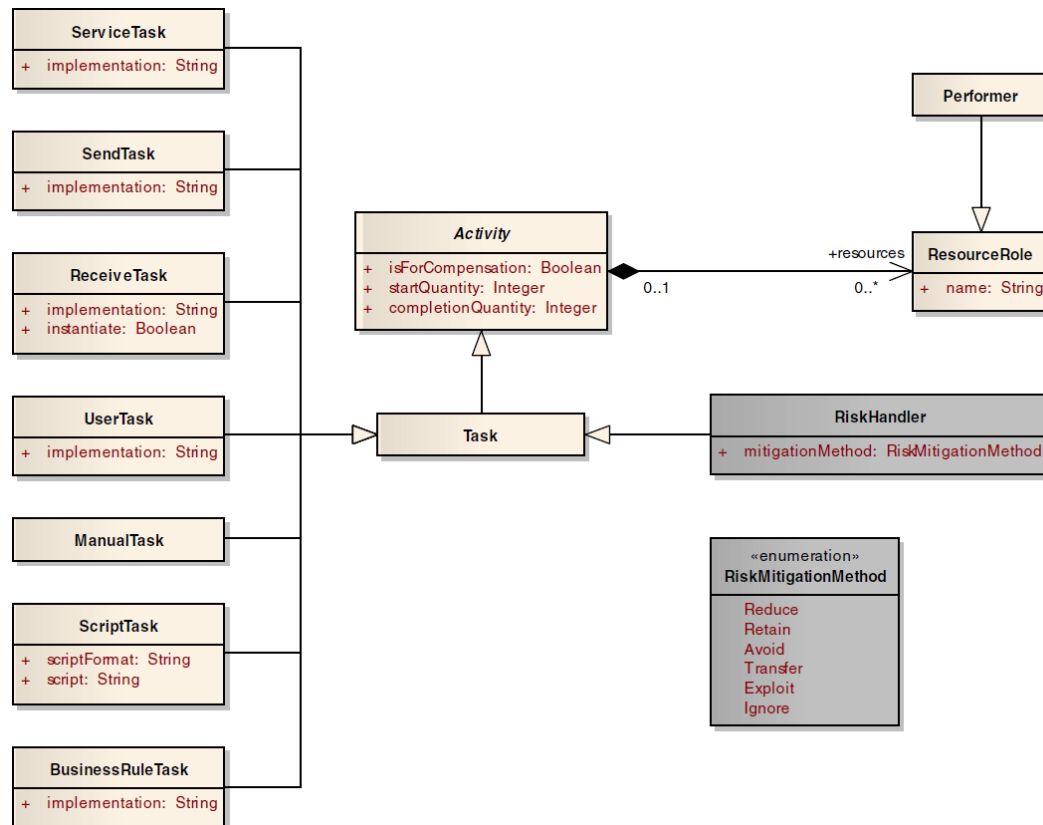 ServiceTask
+ implementation: String
SendTask
+ implementation: String
ReceiveTask
+ implementation: String
+ instantiate: Boolean
UserTask
+ implementation: String
ManualTask
ScriptTask
+ scriptFormat: String
+ script: String
BusinessRuleTask
+ implementation: String
Activity
+ isForCompensation: Boolean
+ startQuantity: Integer
+ completionQuantity: Integer
0..1
+resources
0..*
Task
Performer
ResourceRole
+ name: String
RiskHandler
+ mitigationMethod: RiskMitigationMethod
«enumeration»
RiskMitigationMethod
Reduce
Retain
Avoid
Transfer
Exploit
Ignore